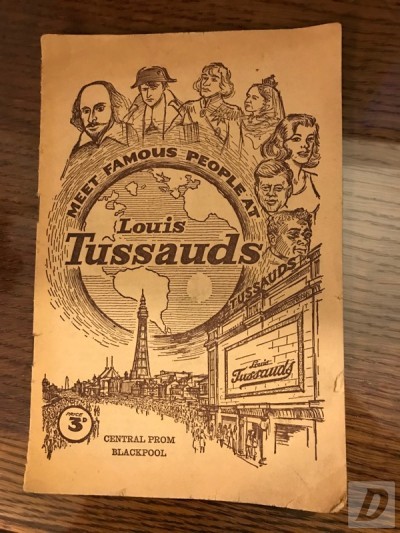 MEET FAMOUS PEOPLE AT
Louis
Tussauds
TUSSAUDS
Louis
Tussauds
PRICE
3D
CENTRAL PROM
BLACKPOOL
D